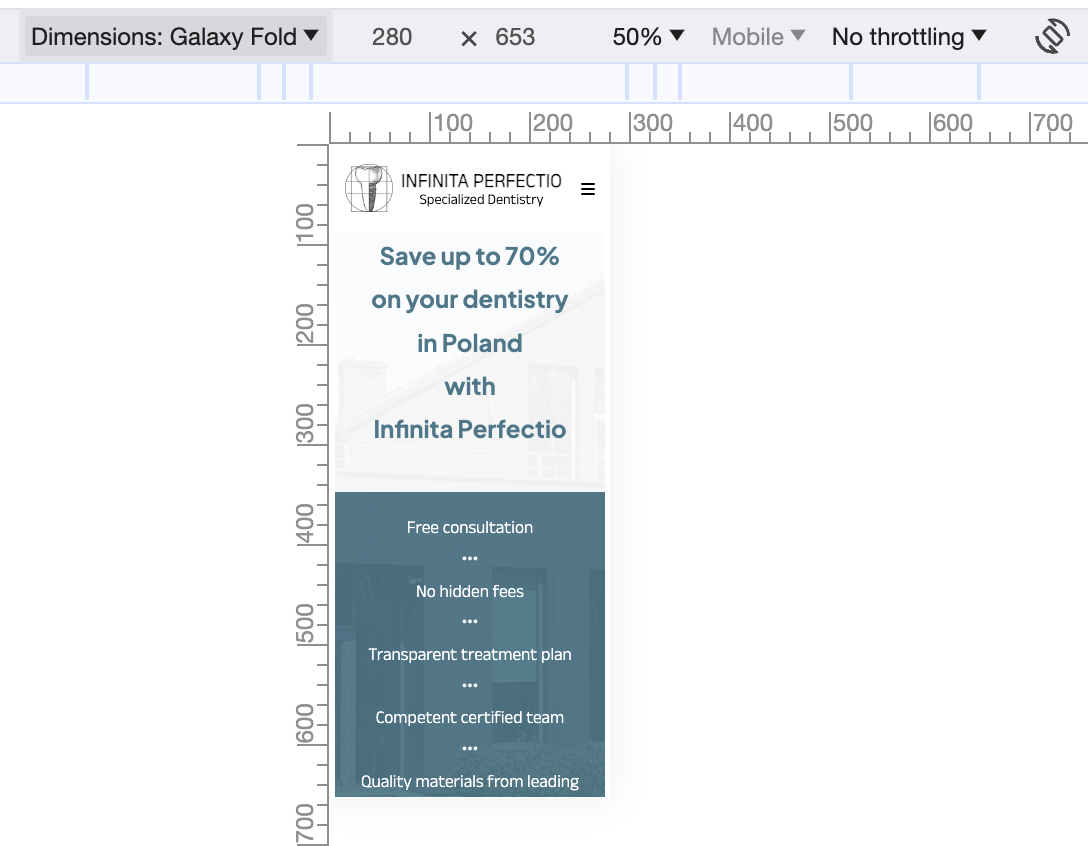 Dimensions: Galaxy Fold ▼ 280 × 653 50% ▼ Mobile ▼ No throttling ▼
100 200 300 400 500 600 700
100
200
300
400
500
600
700
INFINITA PERFECTIO
Specialized Dentistry
Save up to 70%
on your dentistry
in Poland
with
Infinita Perfectio
Free consultation
•••
No hidden fees
•••
Transparent treatment plan
•••
Competent certified team
•••
Quality materials from leading